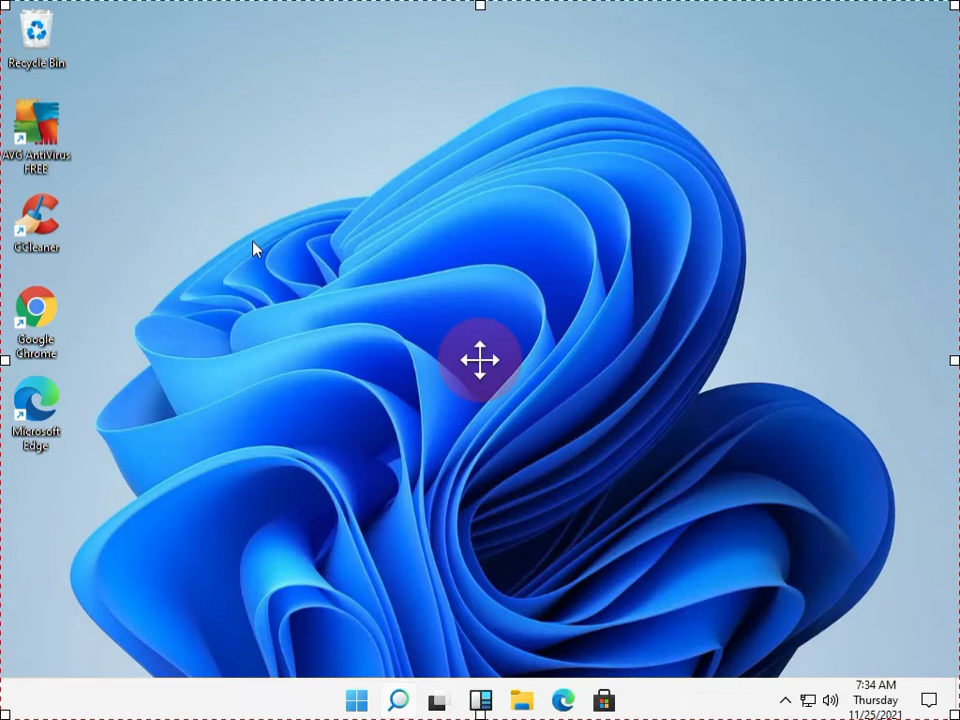 Recycle Bin
AVG AntiVirus
FREE
CCleaner
Google
Chrome
Microsoft
Edge
7:34 AM
Thursday
11/25/2021